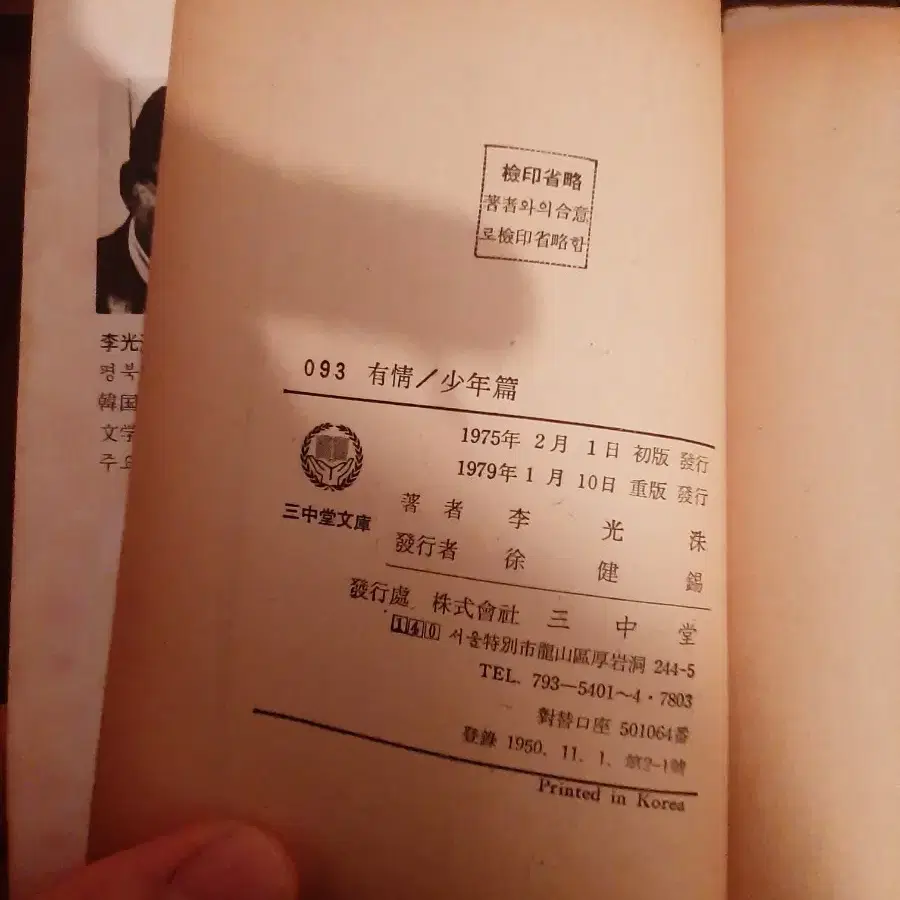 檢印省略
著者와의合意
로檢印省略함
093 有情/少年篇
1975年 2月 1日 初版 發行
1979年 1月 10日 重版 發行
三中堂文庫
著者 李光洙
發行者 徐健錫
發行處 株式會社 三中堂
140 서울特別市龍山區厚岩洞 244-5
TEL. 793—5401~4·7803
對替口座 501064番
登錄 1950. 11. 1. 第2-1號
Printed in Korea
李光
평북
韓国
文学
주요